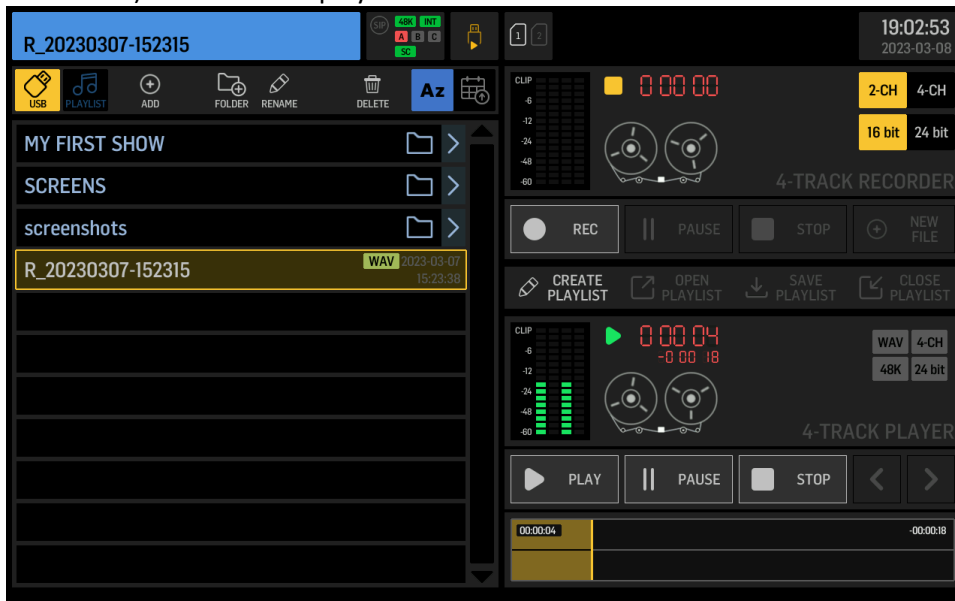 R_20230307-152315
SIP 48K INT
A B C
SC
1 2
19:02:53
2023-03-08
USB PLAYLIST ADD FOLDER RENAME DELETE Az
MY FIRST SHOW
SCREENS
screenshots
R_20230307-152315 WAV 2023-03-07
15:23:38
CLIP
-6
-12
-24
-48
-60
0 00 00
2-CH 4-CH
16 bit 24 bit
4-TRACK RECORDER
REC PAUSE STOP NEW
FILE
CREATE
PLAYLIST
OPEN
PLAYLIST
SAVE
PLAYLIST
CLOSE
PLAYLIST
CLIP
-6
-12
-24
-48
-60
0 00 04
-0 00 18
WAV 4-CH
48K 24 bit
4-TRACK PLAYER
PLAY PAUSE STOP
00:00:04 -00:00:18